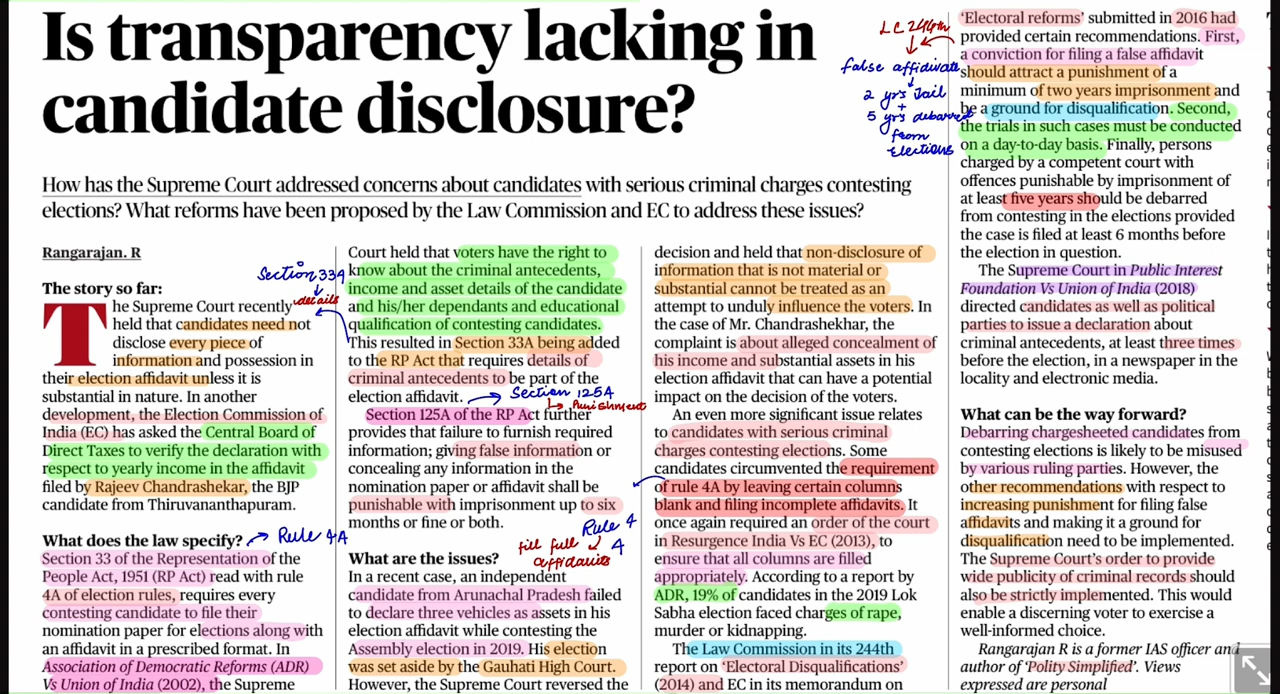 Is transparency lacking in
candidate disclosure?
How has the Supreme Court addressed concerns about candidates with serious criminal charges contesting
elections? What reforms have been proposed by the Law Commission and EC to address these issues?
Rangarajan. R
The story so far:
The Supreme Court recently
held that candidates need not
disclose every piece of
information and possession in
their election affidavit unless it is
substantial in nature. In another
development, the Election Commission of
India (EC) has asked the Central Board of
Direct Taxes to verify the declaration with
respect to yearly income in the affidavit
filed by Rajeev Chandrashekar, the BJP
candidate from Thiruvananthapuram.
What does the law specify? → Rule 4A
Section 33 of the Representation of the
People Act, 1951 (RP Act) read with rule
4A of election rules, requires every
contesting candidate to file their
nomination paper for elections along with
an affidavit in a prescribed format. In
Association of Democratic Reforms (ADR)
Vs Union of India (2002), the Supreme
Section 33A
details
Court held that voters have the right to
know about the criminal antecedents,
income and asset details of the candidate
and his/her dependants and educational
qualification of contesting candidates.
This resulted in Section 33A being added
to the RP Act that requires details of
criminal antecedents to be part of the
election affidavit. → Section 125A
Punishment
Section 125A of the RP Act further
provides that failure to furnish required
information; giving false information or
concealing any information in the
nomination paper or affidavit shall be
punishable with imprisonment up to six
months or fine or both.
Rule 4
fill full 4
affidavits
What are the issues?
In a recent case, an independent
candidate from Arunachal Pradesh failed
to declare three vehicles as assets in his
election affidavit while contesting the
Assembly election in 2019. His election
was set aside by the Gauhati High Court.
However, the Supreme Court reversed the
decision and held that non-disclosure of
information that is not material or
substantial cannot be treated as an
attempt to unduly influence the voters. In
the case of Mr. Chandrashekhar, the
complaint is about alleged concealment of
his income and substantial assets in his
election affidavit that can have a potential
impact on the decision of the voters.
An even more significant issue relates
to candidates with serious criminal
charges contesting elections. Some
candidates circumvented the requirement
of rule 4A by leaving certain columns
blank and filing incomplete affidavits. It
once again required an order of the court
in Resurgence India Vs EC (2013), to
ensure that all columns are filled
appropriately. According to a report by
ADR, 19% of candidates in the 2019 Lok
Sabha election faced charges of rape,
murder or kidnapping.
The Law Commission in its 244th
report on 'Electoral Disqualifications'
(2014) and EC in its memorandum on
LC 244th
false affidivate
2 yrs Jail
+
5 yrs debarred
from
Elections
'Electoral reforms' submitted in 2016 had
provided certain recommendations. First,
a conviction for filing a false affidavit
should attract a punishment of a
minimum of two years imprisonment and
be a ground for disqualification. Second,
the trials in such cases must be conducted
on a day-to-day basis. Finally, persons
charged by a competent court with
offences punishable by imprisonment of
at least five years should be debarred
from contesting in the elections provided
the case is filed at least 6 months before
the election in question.
The Supreme Court in Public Interest
Foundation Vs Union of India (2018)
directed candidates as well as political
parties to issue a declaration about
criminal antecedents, at least three times
before the election, in a newspaper in the
locality and electronic media.
What can be the way forward?
Debarring chargesheeted candidates from
contesting elections is likely to be misused
by various ruling parties. However, the
other recommendations with respect to
increasing punishment for filing false
affidavits and making it a ground for
disqualification need to be implemented.
The Supreme Court's order to provide
wide publicity of criminal records should
also be strictly implemented. This would
enable a discerning voter to exercise a
well-informed choice.
Rangarajan R is a former IAS officer and
author of 'Polity Simplified'. Views
expressed are personal